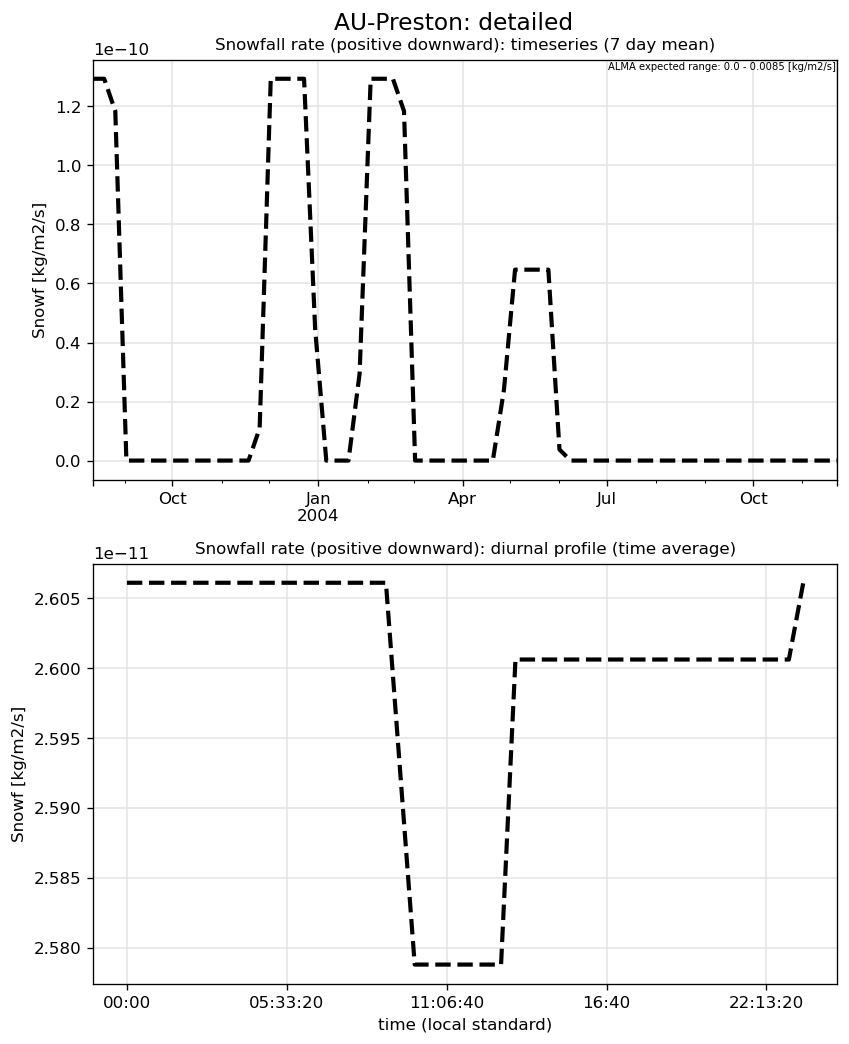 AU-Preston: detailed
Snowfall rate (positive downward): timeseries (7 day mean)
1e−10
ALMA expected range: 0.0 - 0.0085 [kg/m2/s]
Snowf [kg/m2/s]
1.2
1.0
0.8
0.6
0.4
0.2
0.0
Oct
Jan
2004
Apr
Jul
Oct
Snowfall rate (positive downward): diurnal profile (time average)
1e−11
Snowf [kg/m2/s]
2.605
2.600
2.595
2.590
2.585
2.580
00:00
05:33:20
11:06:40
16:40
22:13:20
time (local standard)